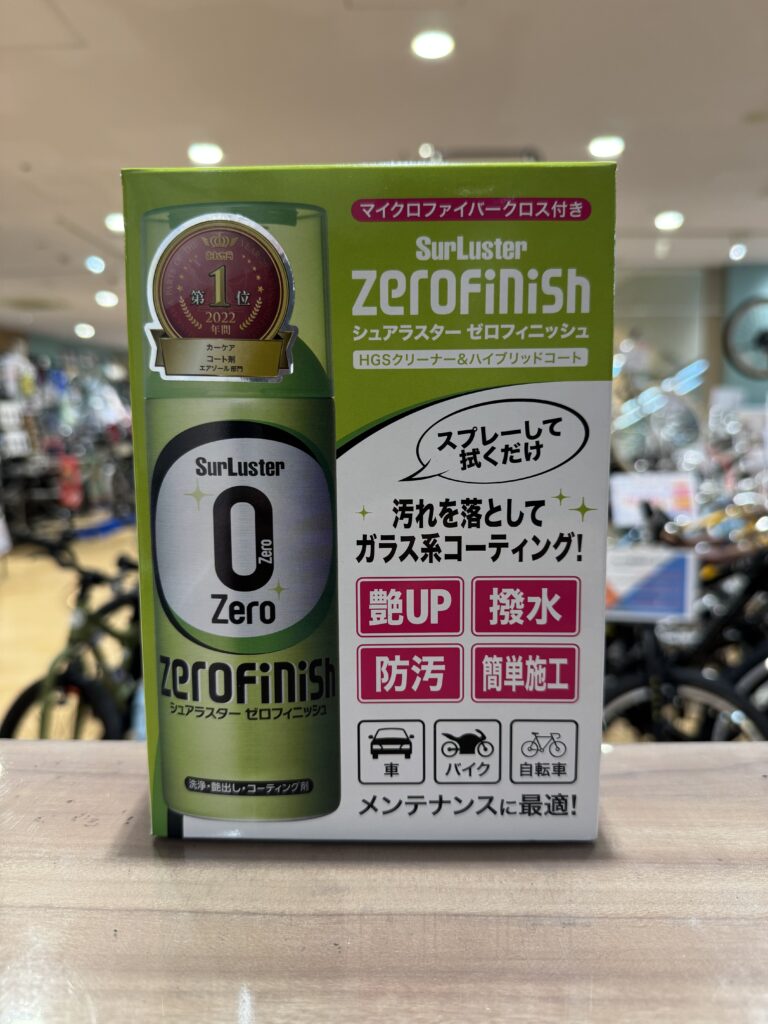 マイクロファイバークロス付き
SurLuster
zeroFiniSh
シュアラスター ゼロフィニッシュ
HGSクリーナー&ハイブリッドコート
第1位
2022
年間
カーケア
コート剤
エアゾール部門
スプレーして
拭くだけ
汚れを落として
ガラス系コーティング!
艶UP
撥水
防汚
簡単施工
車
バイク
自転車
メンテナンスに最適!
SurLuster
0
Zero
Zero
zeroFiniSh
シュアラスター ゼロフィニッシュ
洗浄・艶出し・コーティング剤